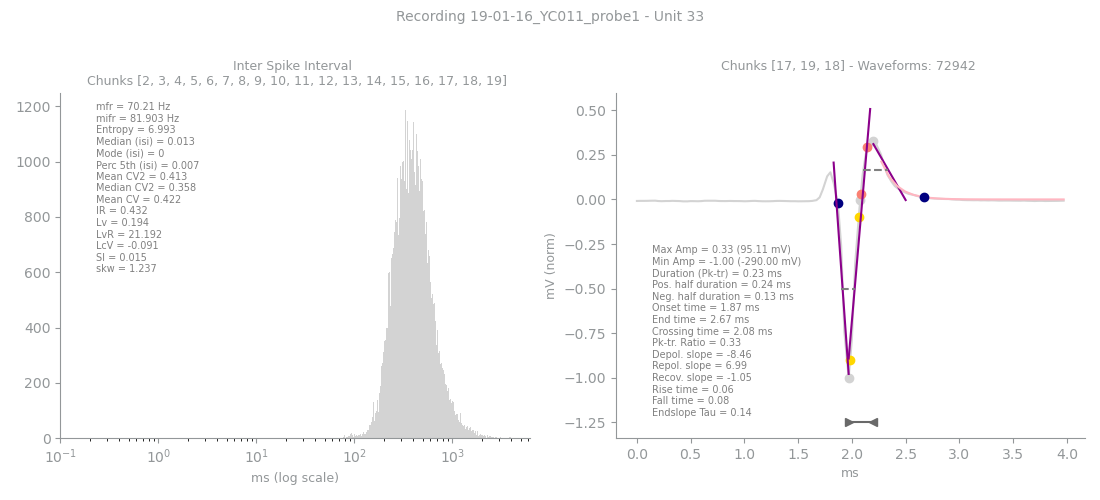 Recording 19-01-16_YC011_probe1 - Unit 33
Inter Spike Interval
Chunks [2, 3, 4, 5, 6, 7, 8, 9, 10, 11, 12, 13, 14, 15, 16, 17, 18, 19]
1200
1000
800
600
400
200
0
mfr = 70.21 Hz
mifr = 81.903 Hz
Entropy = 6.993
Median (isi) = 0.013
Mode (isi) = 0
Perc 5th (isi) = 0.007
Mean CV2 = 0.413
Median CV2 = 0.358
Mean CV = 0.422
IR = 0.432
Lv = 0.194
LvR = 21.192
LcV = -0.091
SI = 0.015
skw = 1.237
10⁻¹ 10⁰ 10¹ 10² 10³
ms (log scale)
Chunks [17, 19, 18] - Waveforms: 72942
mV (norm)
0.50
0.25
0.00
−0.25
−0.50
−0.75
−1.00
−1.25
Max Amp = 0.33 (95.11 mV)
Min Amp = -1.00 (-290.00 mV)
Duration (Pk-tr) = 0.23 ms
Pos. half duration = 0.24 ms
Neg. half duration = 0.13 ms
Onset time = 1.87 ms
End time = 2.67 ms
Crossing time = 2.08 ms
Pk-tr. Ratio = 0.33
Depol. slope = -8.46
Repol. slope = 6.99
Recov. slope = -1.05
Rise time = 0.06
Fall time = 0.08
Endslope Tau = 0.14
0.0 0.5 1.0 1.5 2.0 2.5 3.0 3.5 4.0
ms